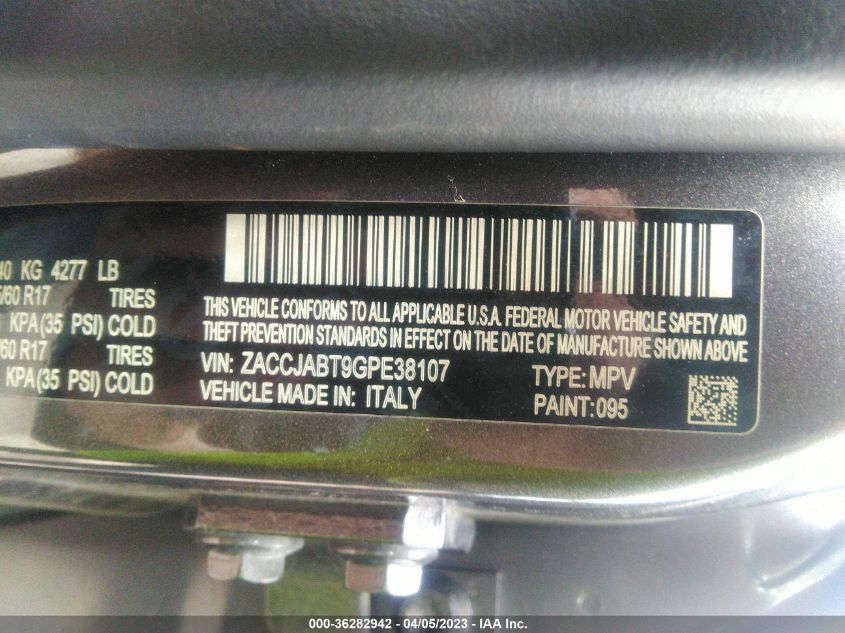 40 KG 4277 LB
/60 R17 TIRES
KPA(35 PSI) COLD
/60 R17 TIRES
KPA(35 PSI) COLD
THIS VEHICLE CONFORMS TO ALL APPLICABLE U.S.A. FEDERAL MOTOR VEHICLE SAFETY AND
THEFT PREVENTION STANDARDS IN EFFECT ON THE DATE OF MANUFACTURE SHOWN ABOVE
VIN: ZACCJABT9GPE38107 TYPE: MPV
VEHICLE MADE IN: ITALY PAINT: 095
000-36282942 - 04/05/2023 - IAA Inc.